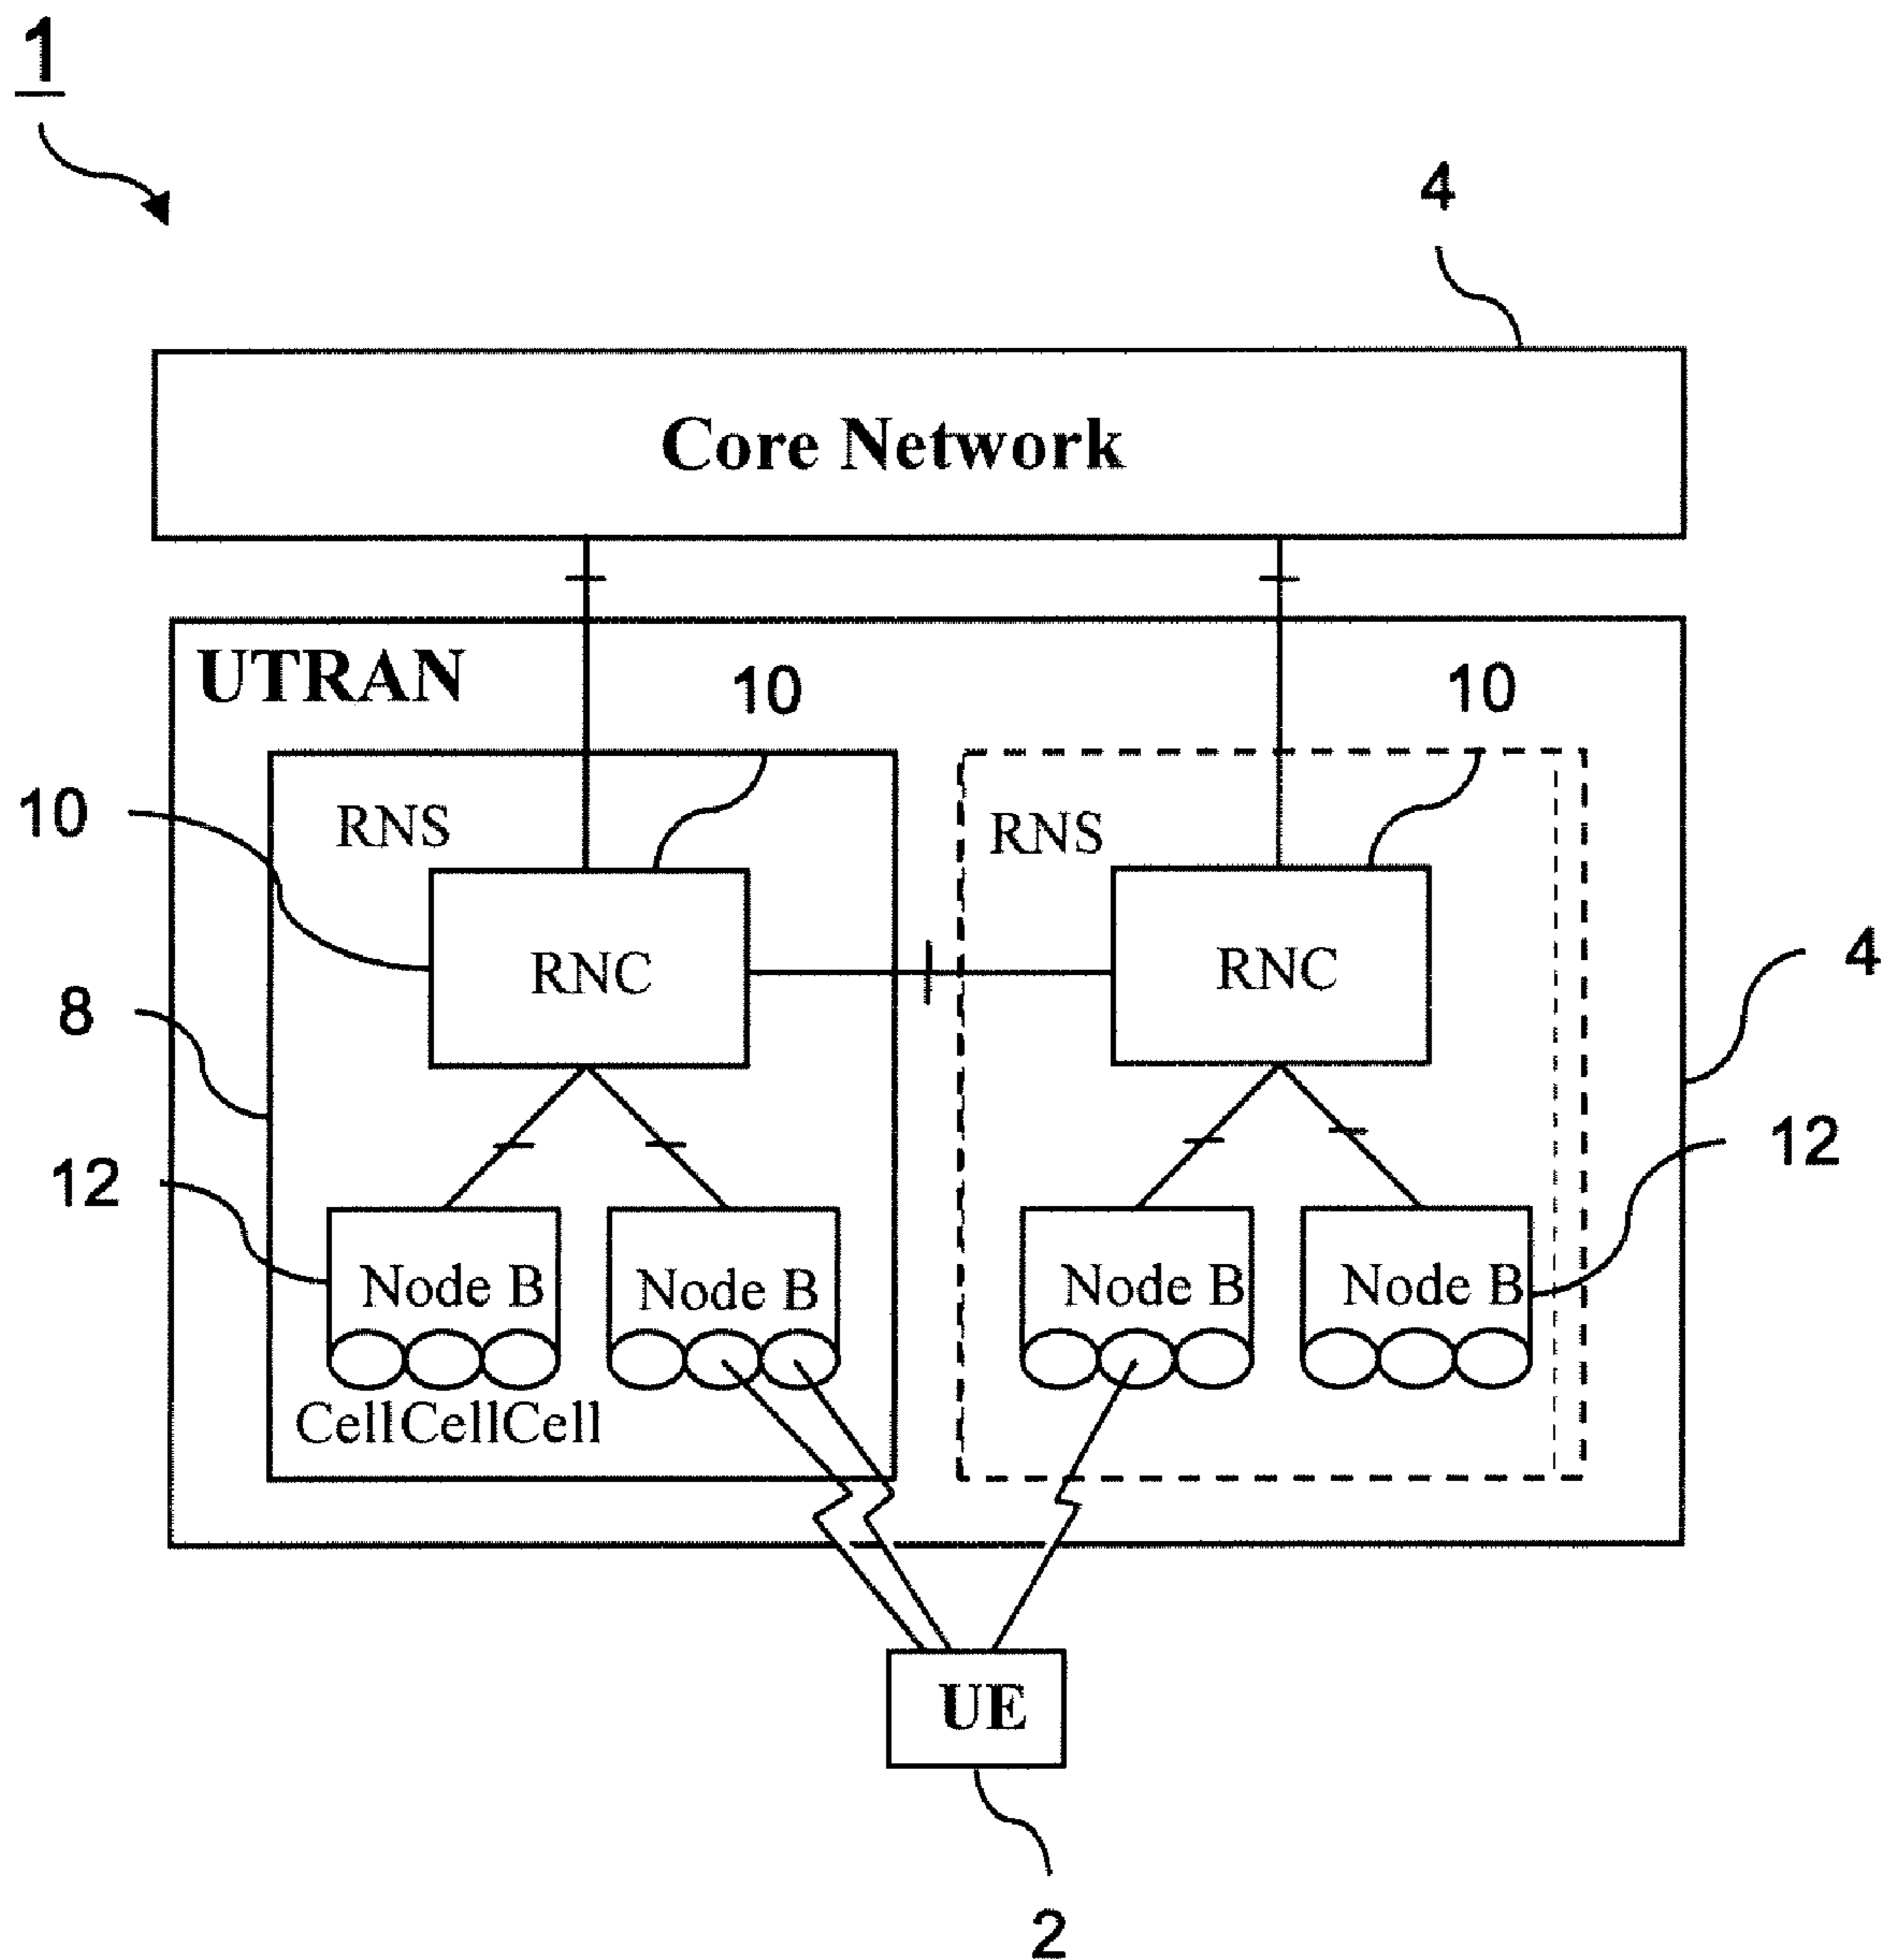 1
4
Core Network
UTRAN
10
10
10
RNS
RNS
RNC
RNC
4
8
12
12
Node B
Node B
Node B
Node B
CellCellCell
UE
2